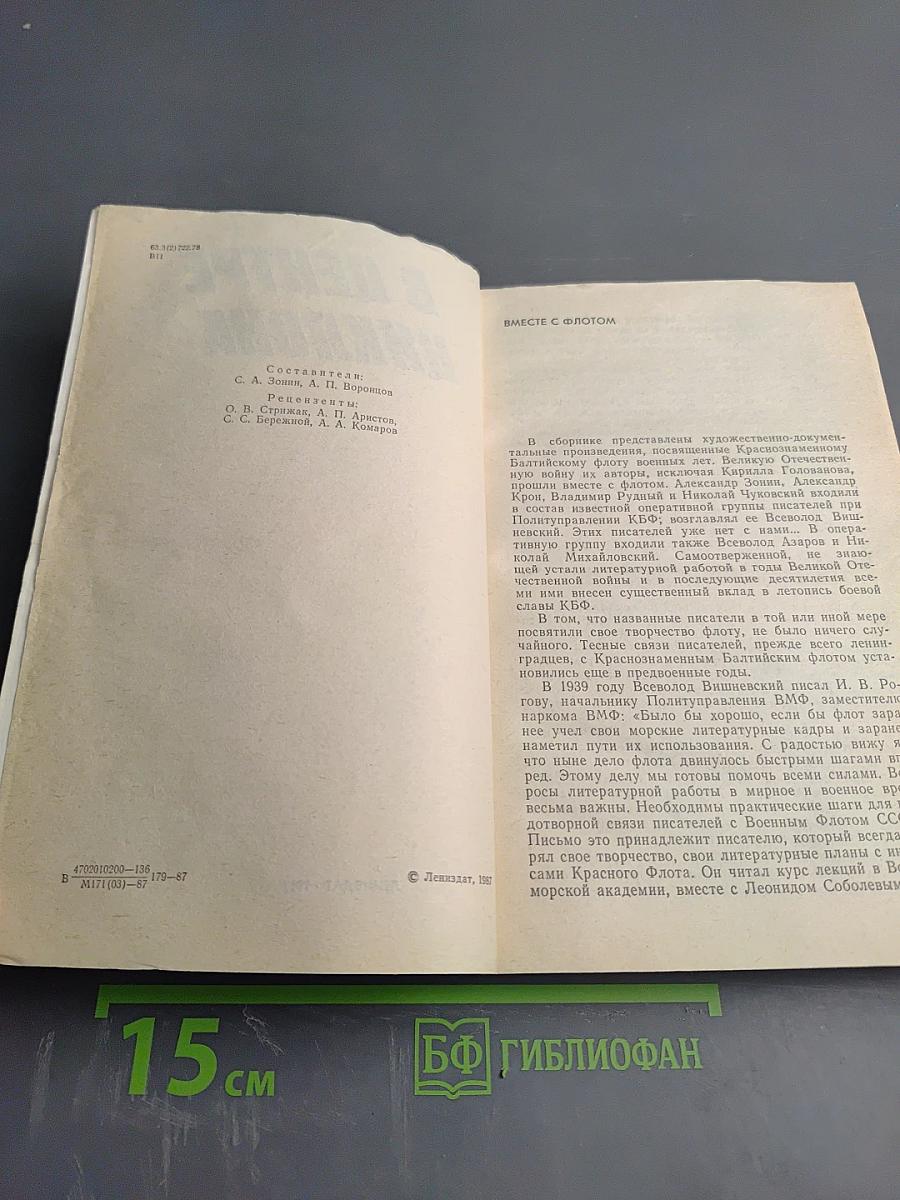 63.3(2)722.78
В11
Составители:
С. А. Зонин, А. П. Воронцов
Рецензенты:
О. В. Стрижак, А. П. Аристов,
С. С. Бережной, А. А. Комаров
В 4702010200—136 179—87
М171(03)—87
© Лениздат, 1987
ВМЕСТЕ С ФЛОТОМ
В сборнике представлены художественно-докумен-
тальные произведения, посвященные Краснознаменному
Балтийскому флоту военных лет. Великую Отечествен-
ную войну их авторы, исключая Кирилла Голованова,
прошли вместе с флотом. Александр Зонин, Александр
Крон, Владимир Рудный и Николай Чуковский входили
в состав известной оперативной группы писателей при
Политуправлении КБФ; возглавлял ее Всеволод Виш-
невский. Этих писателей уже нет с нами... В опера-
тивную группу входили также Всеволод Азаров и Ни-
колай Михайловский. Самоотверженной, не знаю-
щей устали литературной работой в годы Великой Оте-
чественной войны и в последующие десятилетия все-
ми ими внесен существенный вклад в летопись боевой
славы КБФ.
В том, что названные писатели в той или иной мере
посвятили свое творчество флоту, не было ничего слу-
чайного. Тесные связи писателей, прежде всего ленин-
градцев, с Краснознаменным Балтийским флотом уста-
новились еще в предвоенные годы.
В 1939 году Всеволод Вишневский писал И. В. Ро-
гову, начальнику Политуправления ВМФ, заместителю
наркома ВМФ: «Было бы хорошо, если бы флот зара
нее учел свои морские литературные кадры и заране
наметил пути их использования. С радостью вижу я
что ныне дело флота двинулось быстрыми шагами вп
ред. Этому делу мы готовы помочь всеми силами. Во
росы литературной работы в мирное и военное вре
весьма важны. Необходимы практические шаги для п
дотворной связи писателей с Военным Флотом ССС
Письмо это принадлежит писателю, который всегда
рял свое творчество, свои литературные планы с ин
сами Красного Флота. Он читал курс лекций в Во
морской академии, вместе с Леонидом Соболевым
15 см
БФ ГИБЛИОФАН